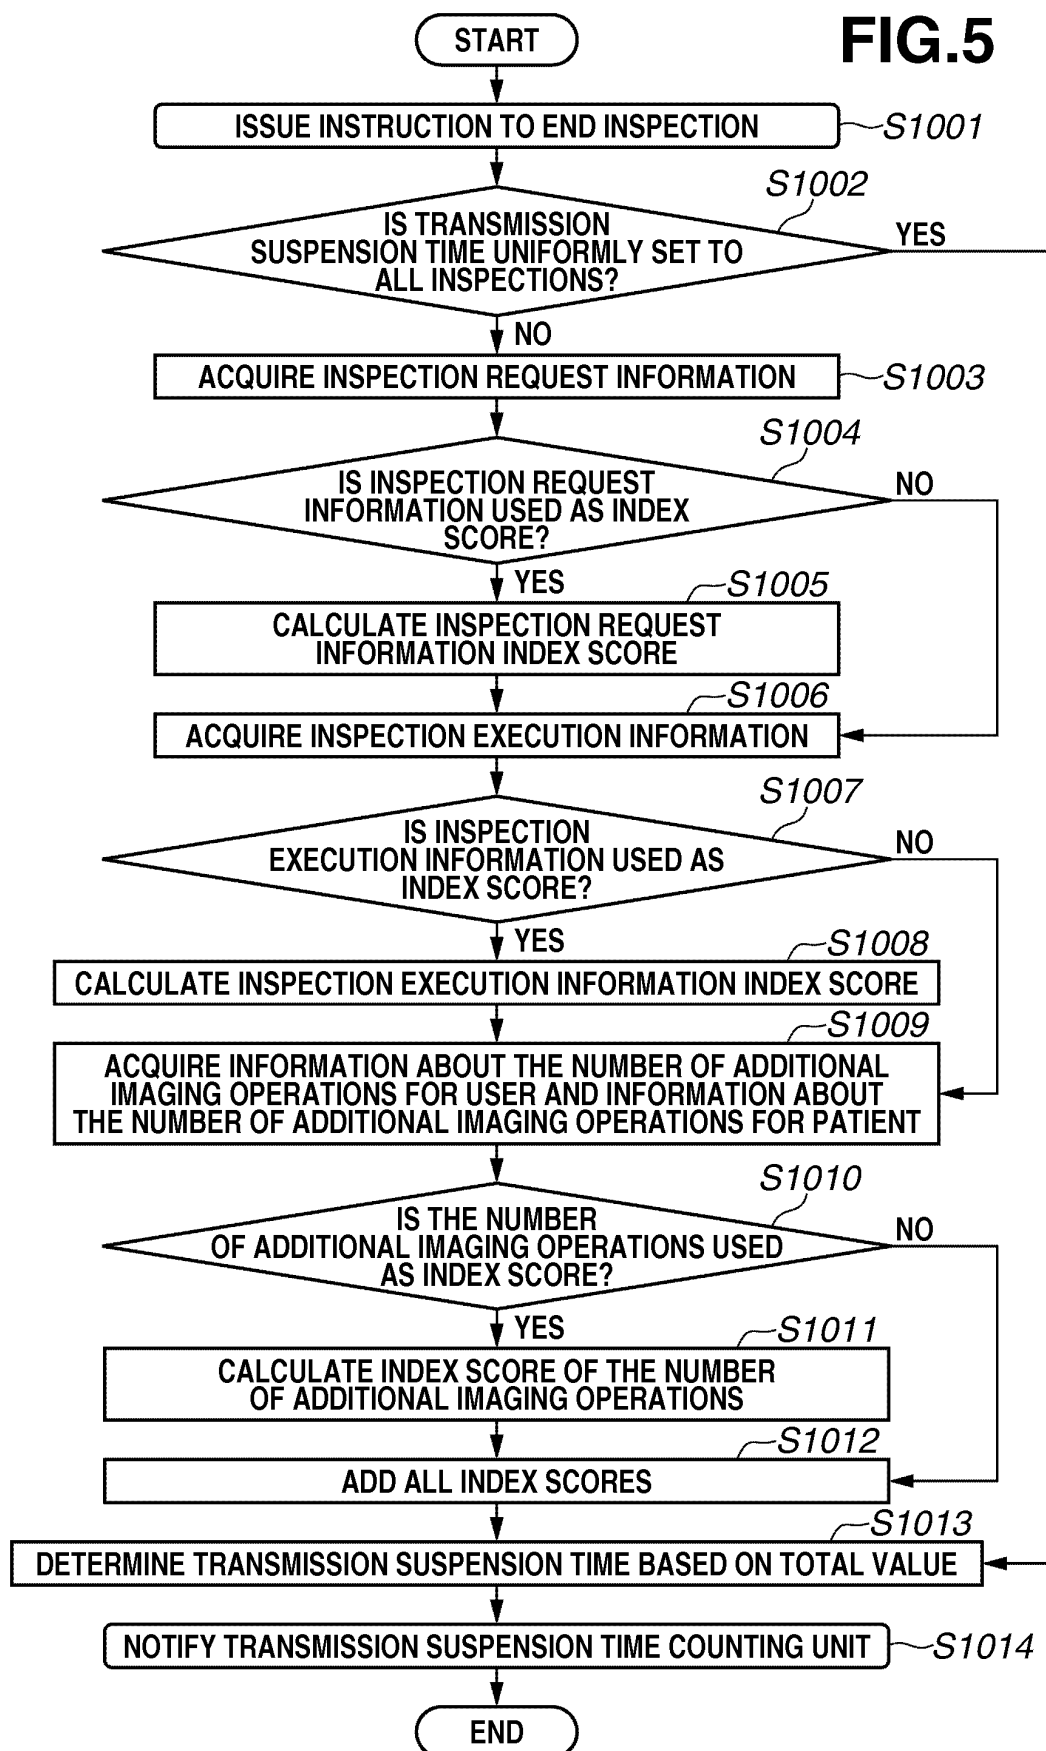 FIG.5
START
ISSUE INSTRUCTION TO END INSPECTION
S1001
S1002
IS TRANSMISSION
SUSPENSION TIME UNIFORMLY SET TO
ALL INSPECTIONS?
YES
NO
ACQUIRE INSPECTION REQUEST INFORMATION
S1003
S1004
IS INSPECTION REQUEST
INFORMATION USED AS INDEX
SCORE?
NO
YES
S1005
CALCULATE INSPECTION REQUEST
INFORMATION INDEX SCORE
S1006
ACQUIRE INSPECTION EXECUTION INFORMATION
S1007
IS INSPECTION
EXECUTION INFORMATION USED AS
INDEX SCORE?
NO
YES
S1008
CALCULATE INSPECTION EXECUTION INFORMATION INDEX SCORE
S1009
ACQUIRE INFORMATION ABOUT THE NUMBER OF ADDITIONAL
IMAGING OPERATIONS FOR USER AND INFORMATION ABOUT
THE NUMBER OF ADDITIONAL IMAGING OPERATIONS FOR PATIENT
S1010
IS THE NUMBER
OF ADDITIONAL IMAGING OPERATIONS USED
AS INDEX SCORE?
NO
YES
S1011
CALCULATE INDEX SCORE OF THE NUMBER
OF ADDITIONAL IMAGING OPERATIONS
S1012
ADD ALL INDEX SCORES
S1013
DETERMINE TRANSMISSION SUSPENSION TIME BASED ON TOTAL VALUE
NOTIFY TRANSMISSION SUSPENSION TIME COUNTING UNIT
S1014
END